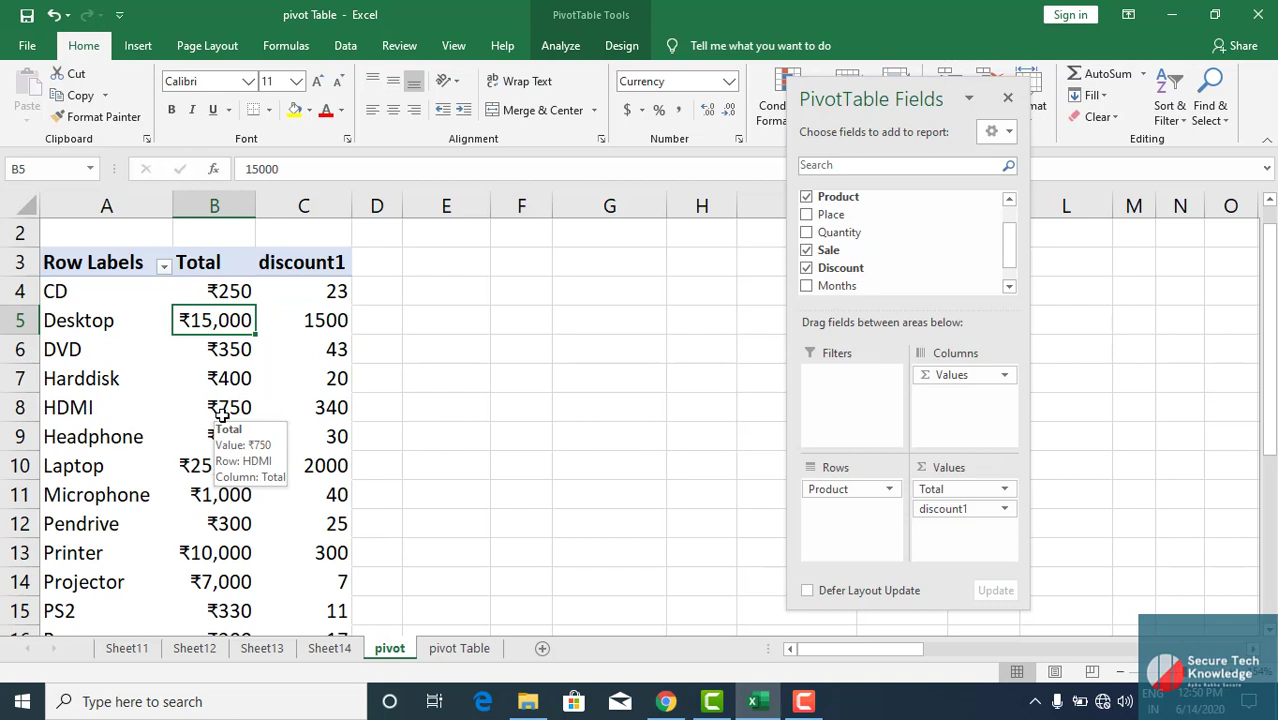 pivot Table - Excel
PivotTable Tools
Sign in
File
Home
Insert
Page Layout
Formulas
Data
Review
View
Help
Analyze
Design
Tell me what you want to do
Share
Paste
Cut
Copy
Format Painter
Clipboard
Calibri
11
B I U
Font
Wrap Text
Merge & Center
Alignment
Currency
$ % ,
Number
AutoSum
Fill
Clear
Sort &
Filter
Find &
Select
Editing
B5
fx
15000
A B C D E F G H L M N O
2
3 Row Labels Total discount1
4 CD ₹250 23
5 Desktop ₹15,000 1500
6 DVD ₹350 43
7 Harddisk ₹400 20
8 HDMI ₹750 340
9 Headphone 30
10 Laptop 2000
11 Microphone ₹1,000 40
12 Pendrive ₹300 25
13 Printer ₹10,000 300
14 Projector ₹7,000 7
15 PS2 ₹330 11
Total
Value: ₹750
Row: HDMI
Column: Total
PivotTable Fields
Choose fields to add to report:
Search
Product
Place
Quantity
Sale
Discount
Months
Drag fields between areas below:
Filters
Columns
Σ Values
Rows
Product
Σ Values
Total
discount1
Defer Layout Update
Update
Sheet11
Sheet12
Sheet13
Sheet14
pivot
pivot Table
Type here to search
Secure Tech
Knowledge
ENG
IN
12:50 PM
6/14/2020